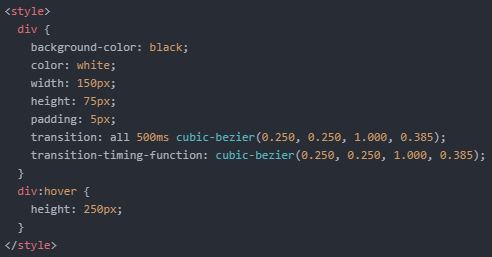 <style>
div {
background-color: black;
color: white;
width: 150px;
height: 75px;
padding: 5px;
transition: all 500ms cubic-bezier(0.250, 0.250, 1.000, 0.385);
transition-timing-function: cubic-bezier(0.250, 0.250, 1.000, 0.385);
}
div:hover {
height: 250px;
}
</style>